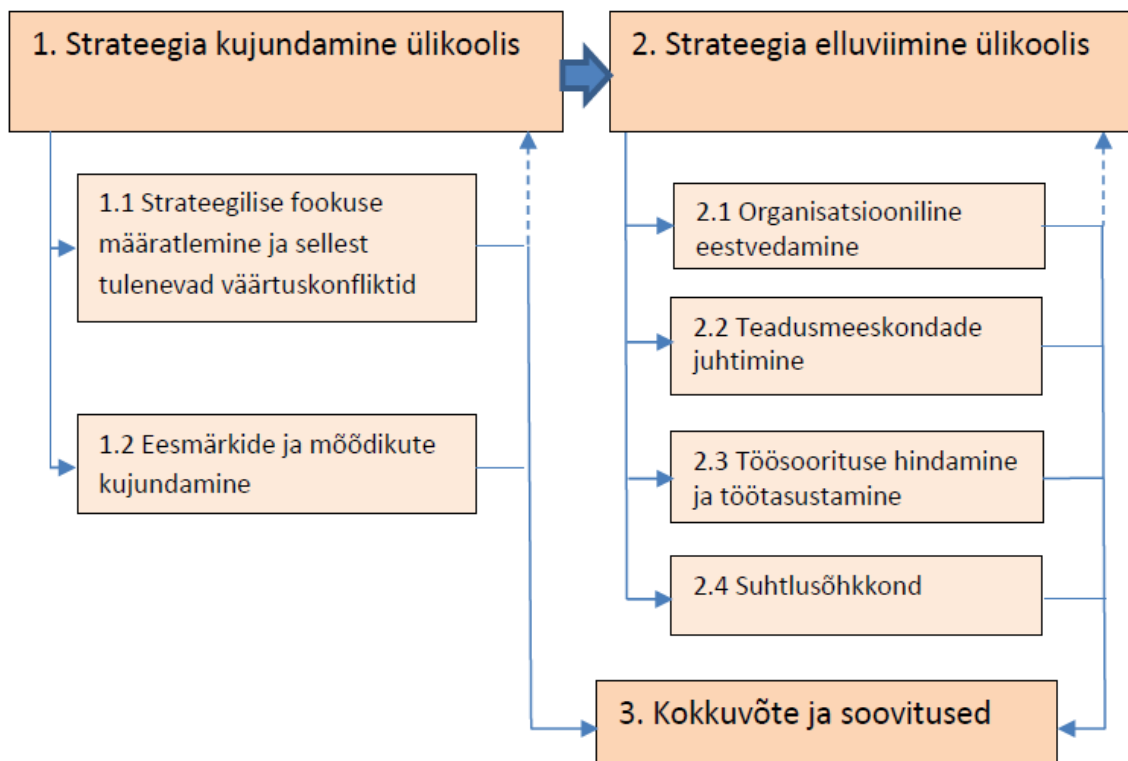 1. Strateegia kujundamine ülikoolis
1.1 Strateegilise fookuse
määratlemine ja sellest
tulenevad väärtuskonfliktid
1.2 Eesmärkide ja mõõdikute
kujundamine
2. Strateegia elluviimine ülikoolis
2.1 Organisatsiooniline
eestvedamine
2.2 Teadusmeeskondade
juhtimine
2.3 Töösoorituse hindamine
ja töötasustamine
2.4 Suhtlusõhkkond
3. Kokkuvõte ja soovitused